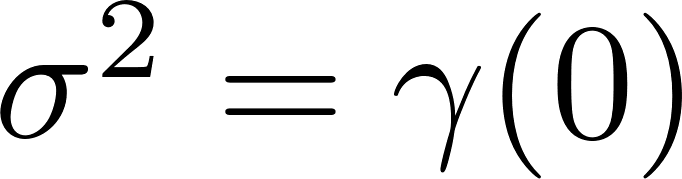 σ² = γ(0)